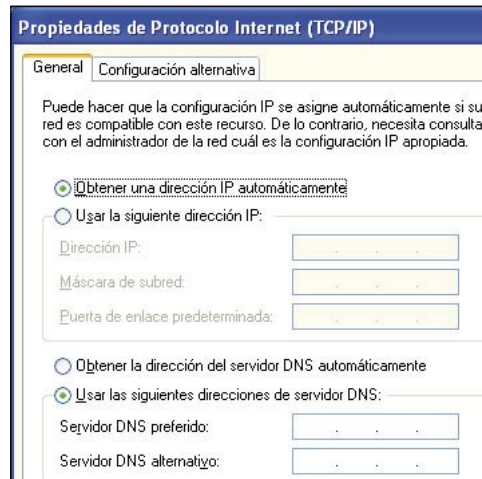 Propiedades de Protocolo Internet (TCP/IP)
General Configuración alternativa
Puede hacer que la configuración IP se asigne automáticamente si su
red es compatible con este recurso. De lo contrario, necesita consulta
con el administrador de la red cuál es la configuración IP apropiada.
Obtener una dirección IP automáticamente
Usar la siguiente dirección IP:
Dirección IP:
Máscara de subred:
Puerta de enlace predeterminada:
Obtener la dirección del servidor DNS automáticamente
Usar las siguientes direcciones de servidor DNS:
Servidor DNS preferido:
Servidor DNS alternativo: